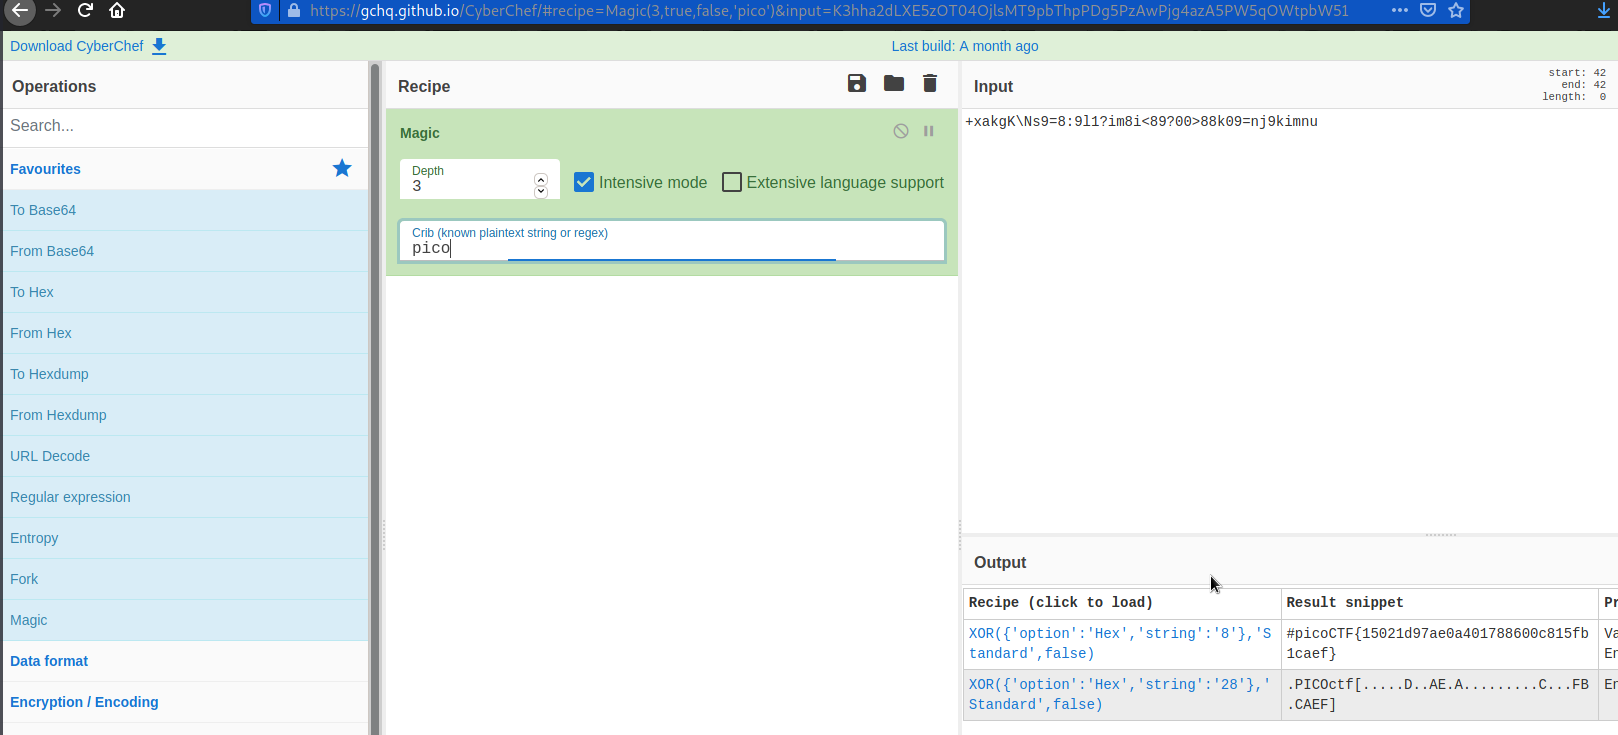 https://gchq.github.io/CyberChef/#recipe=Magic(3,true,false,'pico')&input=K3hha2dLXE5zOT04OjlsMT9pbThpPDg5PzAwPjg4azA5PW5qOWtpbW51
Download CyberChef
Last build: A month ago
Operations
Recipe
Input
start: 42
end: 42
length: 0
Search...
Favourites
To Base64
From Base64
To Hex
From Hex
To Hexdump
From Hexdump
URL Decode
Regular expression
Entropy
Fork
Magic
Data format
Encryption / Encoding
Magic
Depth
3
Intensive mode
Extensive language support
Crib (known plaintext string or regex)
pico
+xakgK\Ns9=8:9l1?im8i<89?00>88k09=nj9kimnu
Output
Recipe (click to load)
Result snippet
Pr
XOR({'option':'Hex','string':'8'},'S
tandard',false)
#picoCTF{15021d97ae0a401788600c815fb
1caef}
Va
En
XOR({'option':'Hex','string':'28'},'
Standard',false)
.PICOctf[.....D..AE.A.........C...FB
.CAEF]
En